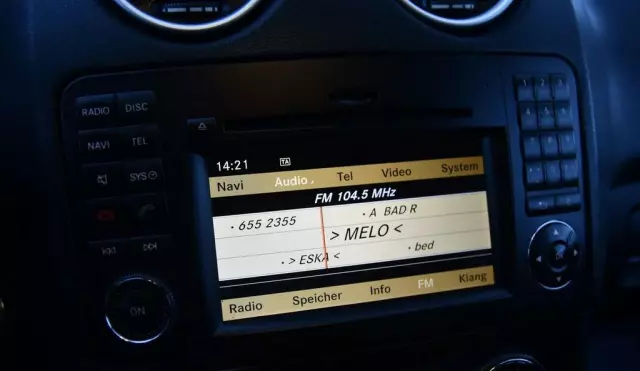 RADIO DISC
NAVI TEL
SYS
ON
14:21 TA
Navi Audio Tel Video System
FM 104.5 MHz
· 655 2355 · A BAD R
> MELO <
· > ESKA < · bed
Radio Speicher Info FM Kiang